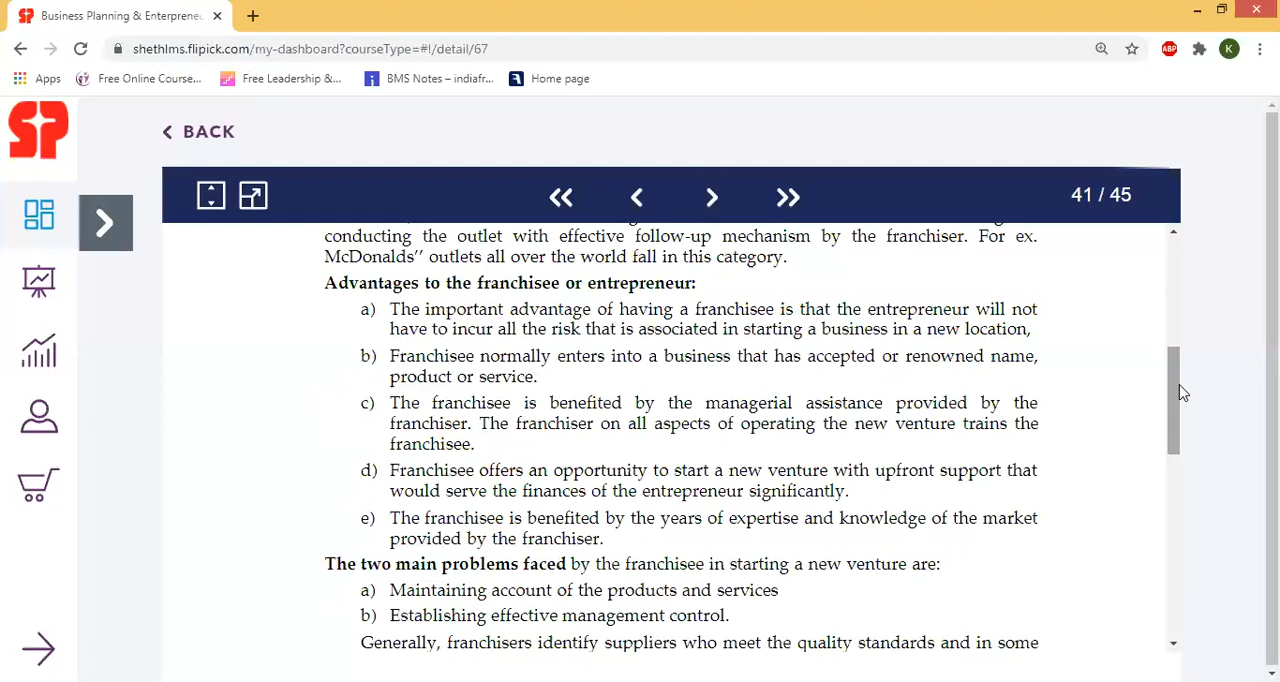 Business Planning & Enterprene
shethlms.flipick.com/my-dashboard?courseType=#!/detail/67
ABP
K
Apps
Free Online Course...
Free Leadership &...
BMS Notes – indiafr...
Home page
SP
BACK
41 / 45
conducting the outlet with effective follow-up mechanism by the franchiser. For ex.
McDonalds’’ outlets all over the world fall in this category.
Advantages to the franchisee or entrepreneur:
a) The important advantage of having a franchisee is that the entrepreneur will not
have to incur all the risk that is associated in starting a business in a new location,
b) Franchisee normally enters into a business that has accepted or renowned name,
product or service.
c) The franchisee is benefited by the managerial assistance provided by the
franchiser. The franchiser on all aspects of operating the new venture trains the
franchisee.
d) Franchisee offers an opportunity to start a new venture with upfront support that
would serve the finances of the entrepreneur significantly.
e) The franchisee is benefited by the years of expertise and knowledge of the market
provided by the franchiser.
The two main problems faced by the franchisee in starting a new venture are:
a) Maintaining account of the products and services
b) Establishing effective management control.
Generally, franchisers identify suppliers who meet the quality standards and in some